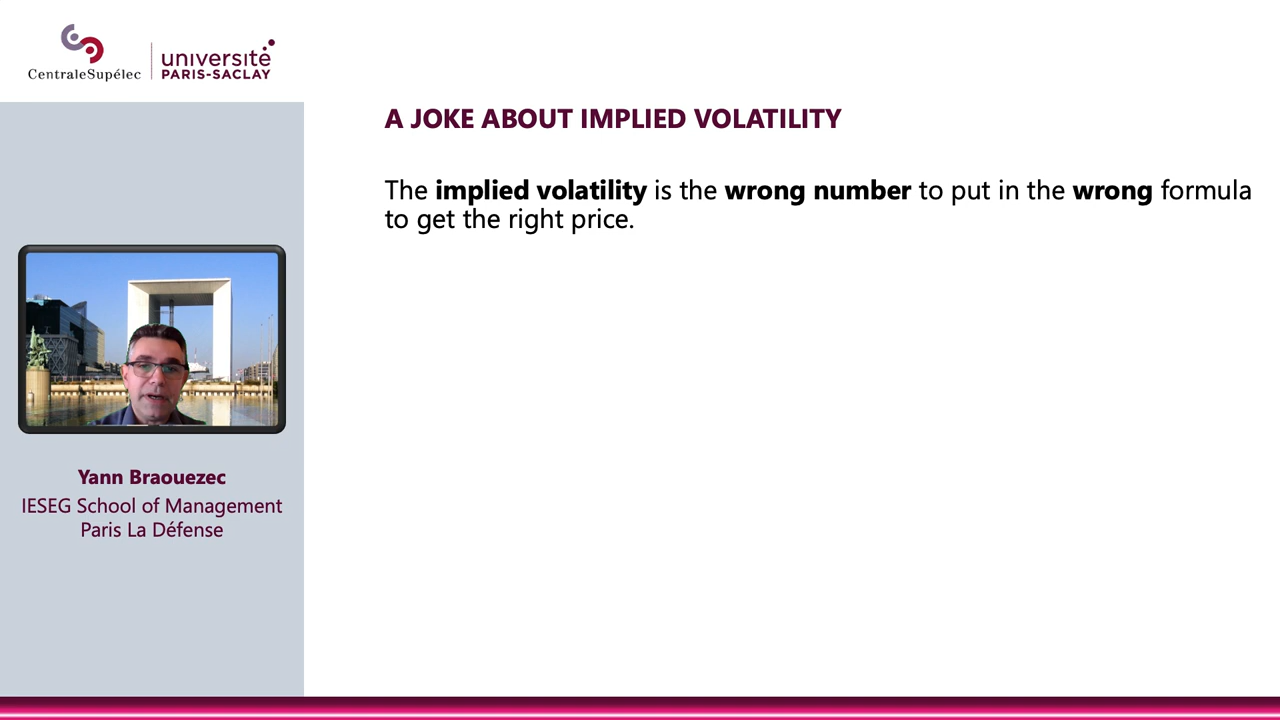 CentraleSupélec
université
PARIS-SACLAY
A JOKE ABOUT IMPLIED VOLATILITY
The implied volatility is the wrong number to put in the wrong formula
to get the right price.
Yann Braouezec
IESEG School of Management
Paris La Défense